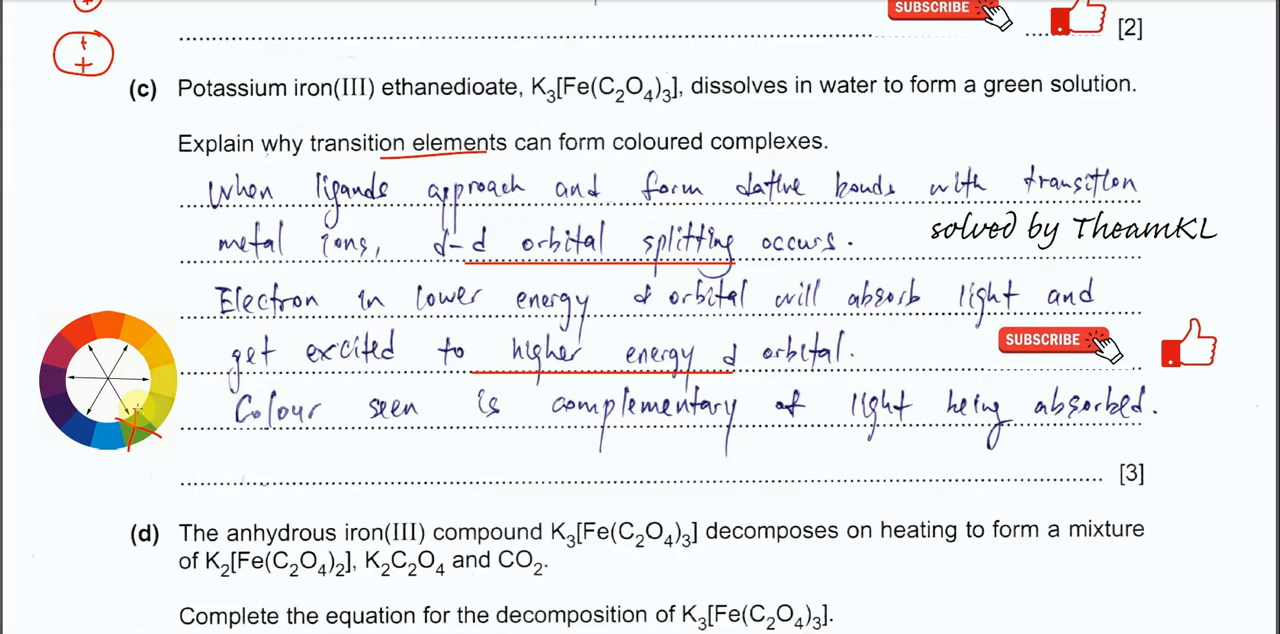 SUBSCRIBE
[2]
(c) Potassium iron(III) ethanedioate, K₃[Fe(C₂O₄)₃], dissolves in water to form a green solution.
Explain why transition elements can form coloured complexes.
When ligands approach and form dative bonds with transition
metal ions, d-d orbital splitting occurs.
solved by TheamKL
Electron in lower energy d orbital will absorb light and
get excited to higher energy d orbital.
SUBSCRIBE
Colour seen is complementary of light being absorbed.
[3]
(d) The anhydrous iron(III) compound K₃[Fe(C₂O₄)₃] decomposes on heating to form a mixture
of K₂[Fe(C₂O₄)₂], K₂C₂O₄ and CO₂.
Complete the equation for the decomposition of K₃[Fe(C₂O₄)₃].